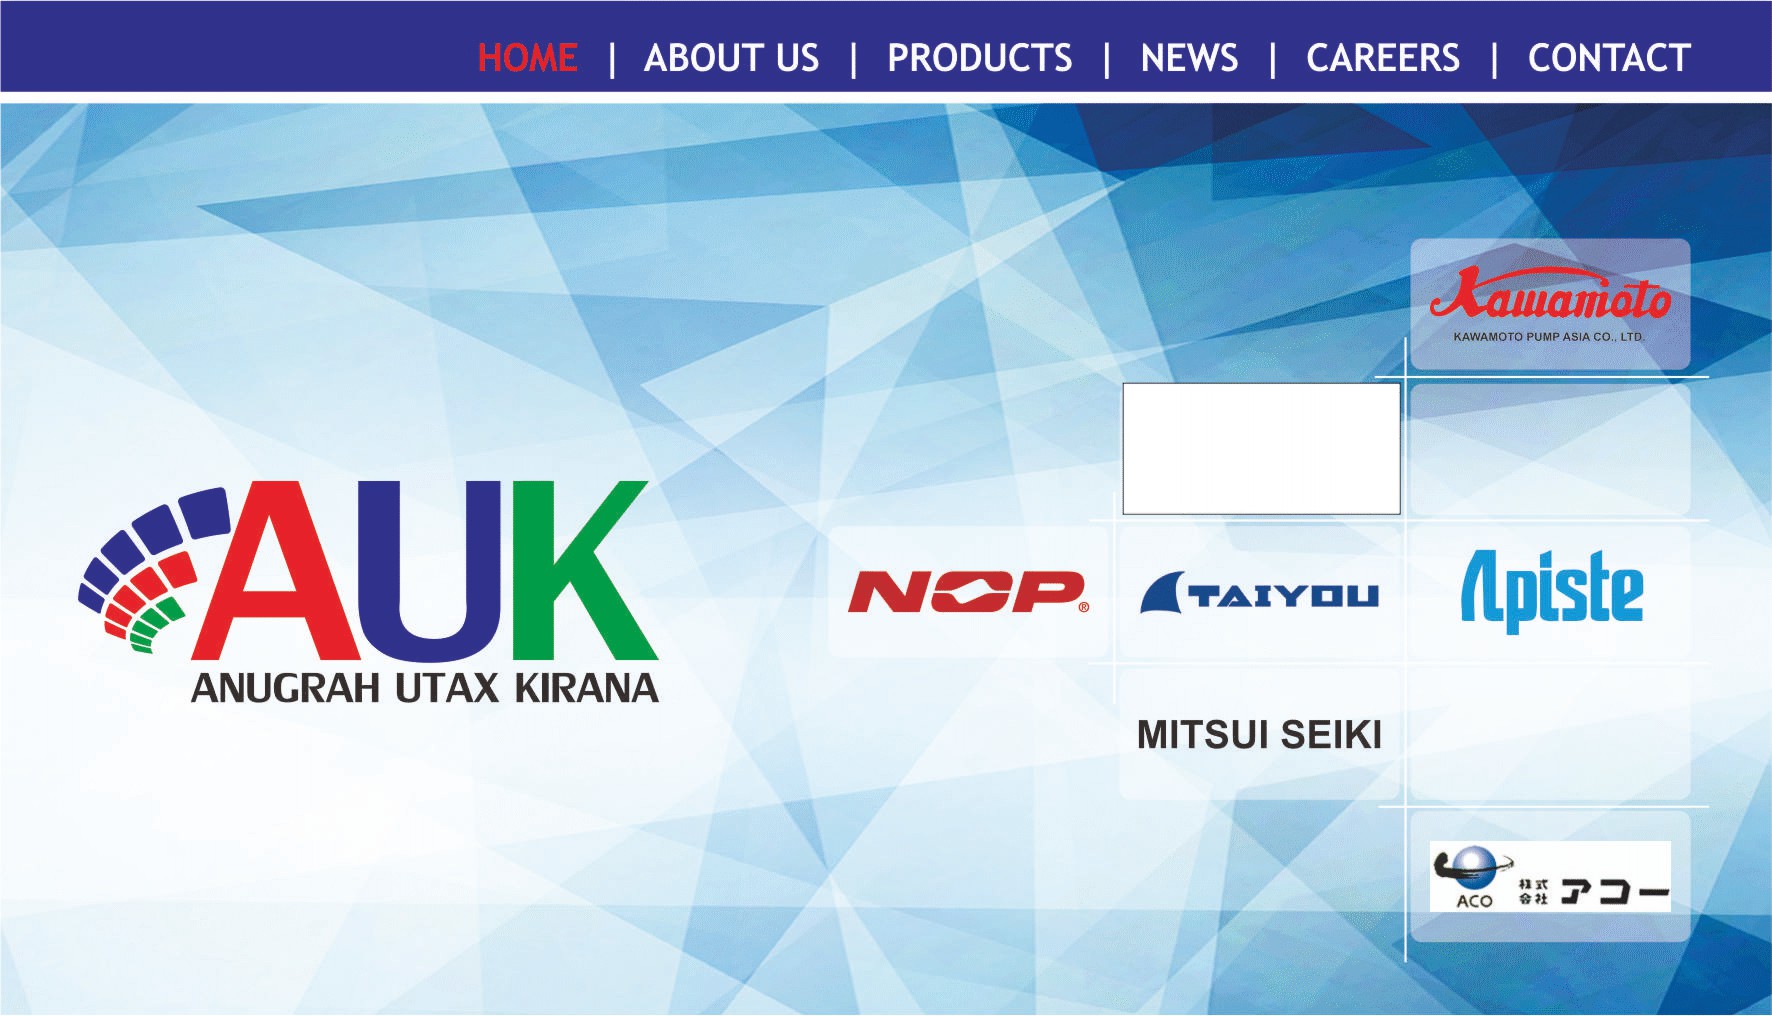 HOME | ABOUT US | PRODUCTS | NEWS | CAREERS | CONTACT
Kawamoto
KAWAMOTO PUMP ASIA CO., LTD.
AUK
ANUGRAH UTAX KIRANA
NOP®
TAIYOU
Apiste
MITSUI SEIKI
ACO
株式会社 アコー